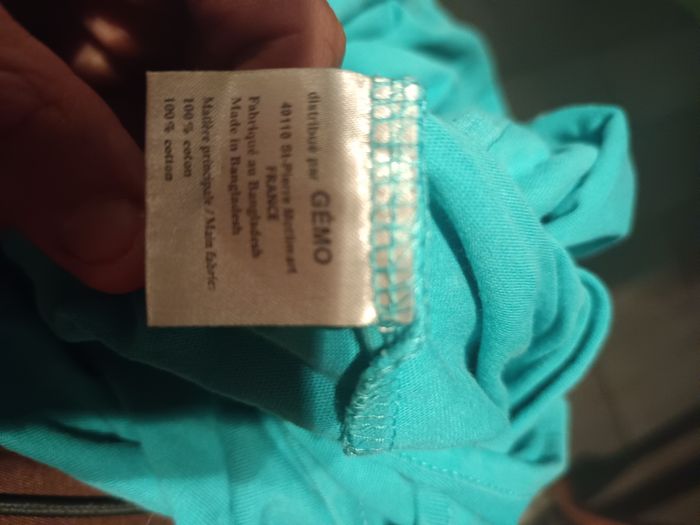 distribué par GÉMO
49110 St-Pierre Montlimart
FRANCE
Fabriqué au Bangladesh
Made in Bangladesh
Matière principale / Main fabric:
100% coton
100% cotton